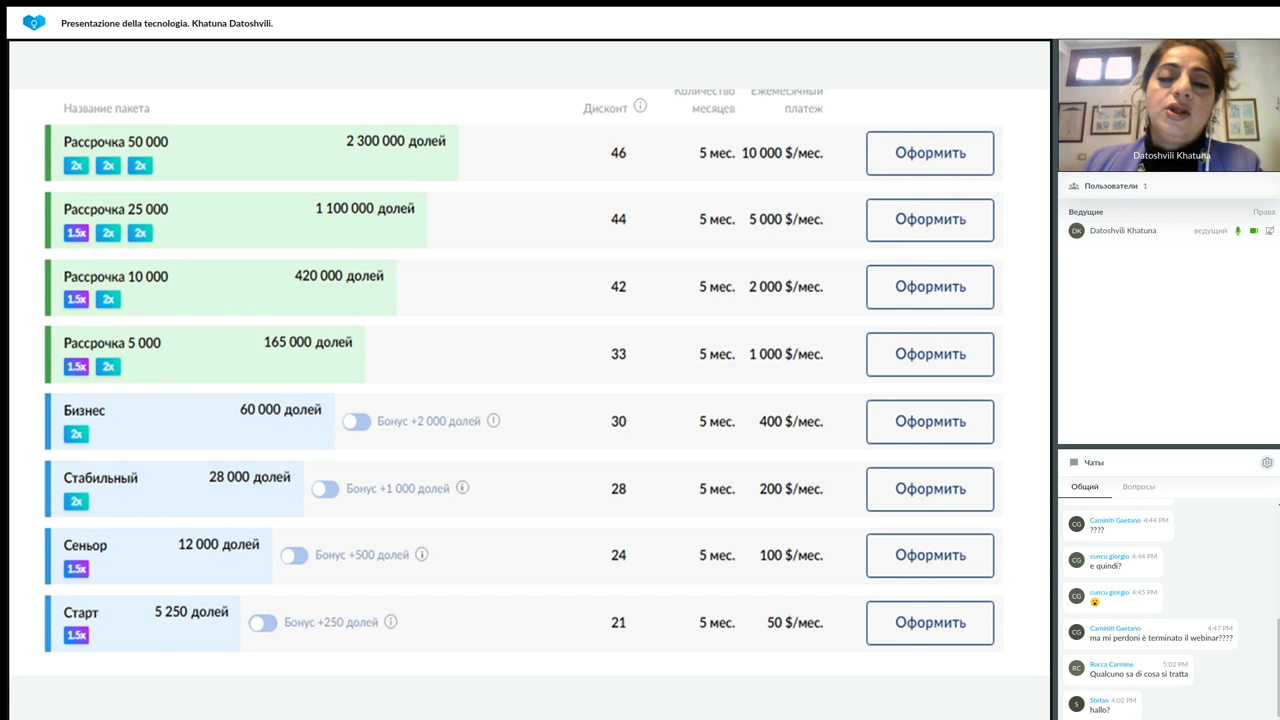 Presentazione della tecnologia. Khatuna Datoshvili.
Название пакета
Дисконт
Количество месяцев
Ежемесячный платеж
Рассрочка 50 000
2 300 000 долей
2x 2x 2x
46
5 мес.
10 000 $/мес.
Оформить
Рассрочка 25 000
1 100 000 долей
1.5x 2x 2x
44
5 мес.
5 000 $/мес.
Оформить
Рассрочка 10 000
420 000 долей
1.5x 2x
42
5 мес.
2 000 $/мес.
Оформить
Рассрочка 5 000
165 000 долей
1.5x 2x
33
5 мес.
1 000 $/мес.
Оформить
Бизнес
60 000 долей
2x
Бонус +2 000 долей
30
5 мес.
400 $/мес.
Оформить
Стабильный
28 000 долей
2x
Бонус +1 000 долей
28
5 мес.
200 $/мес.
Оформить
Сеньор
12 000 долей
1.5x
Бонус +500 долей
24
5 мес.
100 $/мес.
Оформить
Старт
5 250 долей
1.5x
Бонус +250 долей
21
5 мес.
50 $/мес.
Оформить
Datoshvili Khatuna
Пользователи 1
Ведущие
Права
DK Datoshvili Khatuna
ведущий
Чаты
Общий
Вопросы
CG Caminiti Gaetano 4:44 PM
????
CG cuncu giorgio 4:44 PM
e quindi?
CG cuncu giorgio 4:45 PM
😮
CG Caminiti Gaetano 4:47 PM
ma mi perdoni è terminato il webinar????
RC Rocca Carmine 5:02 PM
Qualcuno sa di cosa si tratta
S Stefan 4:02 PM
hallo?